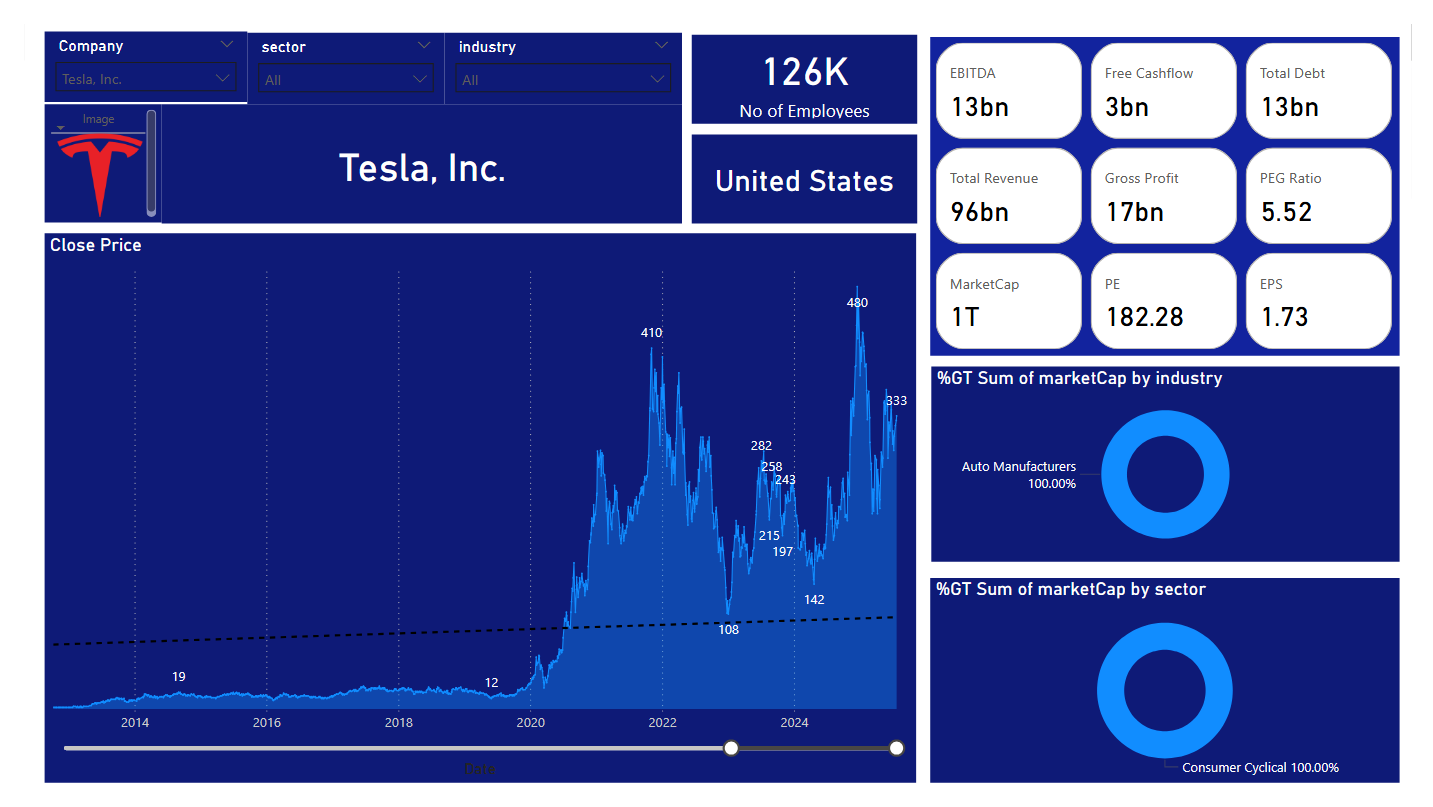 Company
sector
industry
Tesla, Inc.
All
All
Image
Tesla, Inc.
126K
No of Employees
United States
EBITDA
13bn
Free Cashflow
3bn
Total Debt
13bn
Total Revenue
96bn
Gross Profit
17bn
PEG Ratio
5.52
MarketCap
1T
PE
182.28
EPS
1.73
Close Price
480
410
333
282
258
243
215
197
142
108
19
12
2014
2016
2018
2020
2022
2024
Date
%GT Sum of marketCap by industry
Auto Manufacturers
100.00%
%GT Sum of marketCap by sector
Consumer Cyclical 100.00%